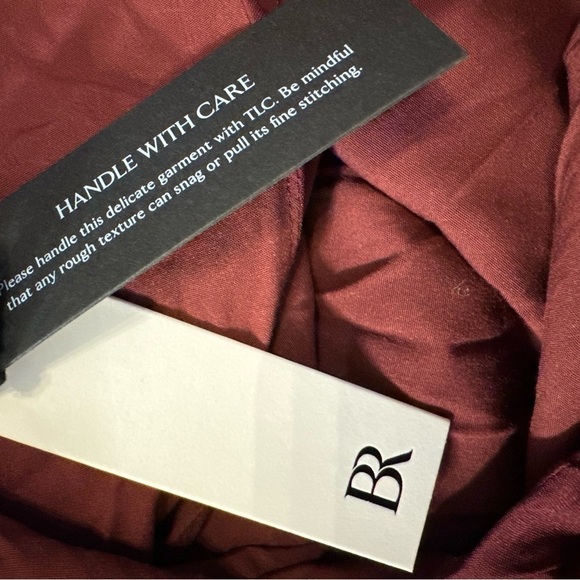 HANDLE WITH CARE
Please handle this delicate garment with TLC. Be mindful
that any rough texture can snag or pull its fine stitching.
BR